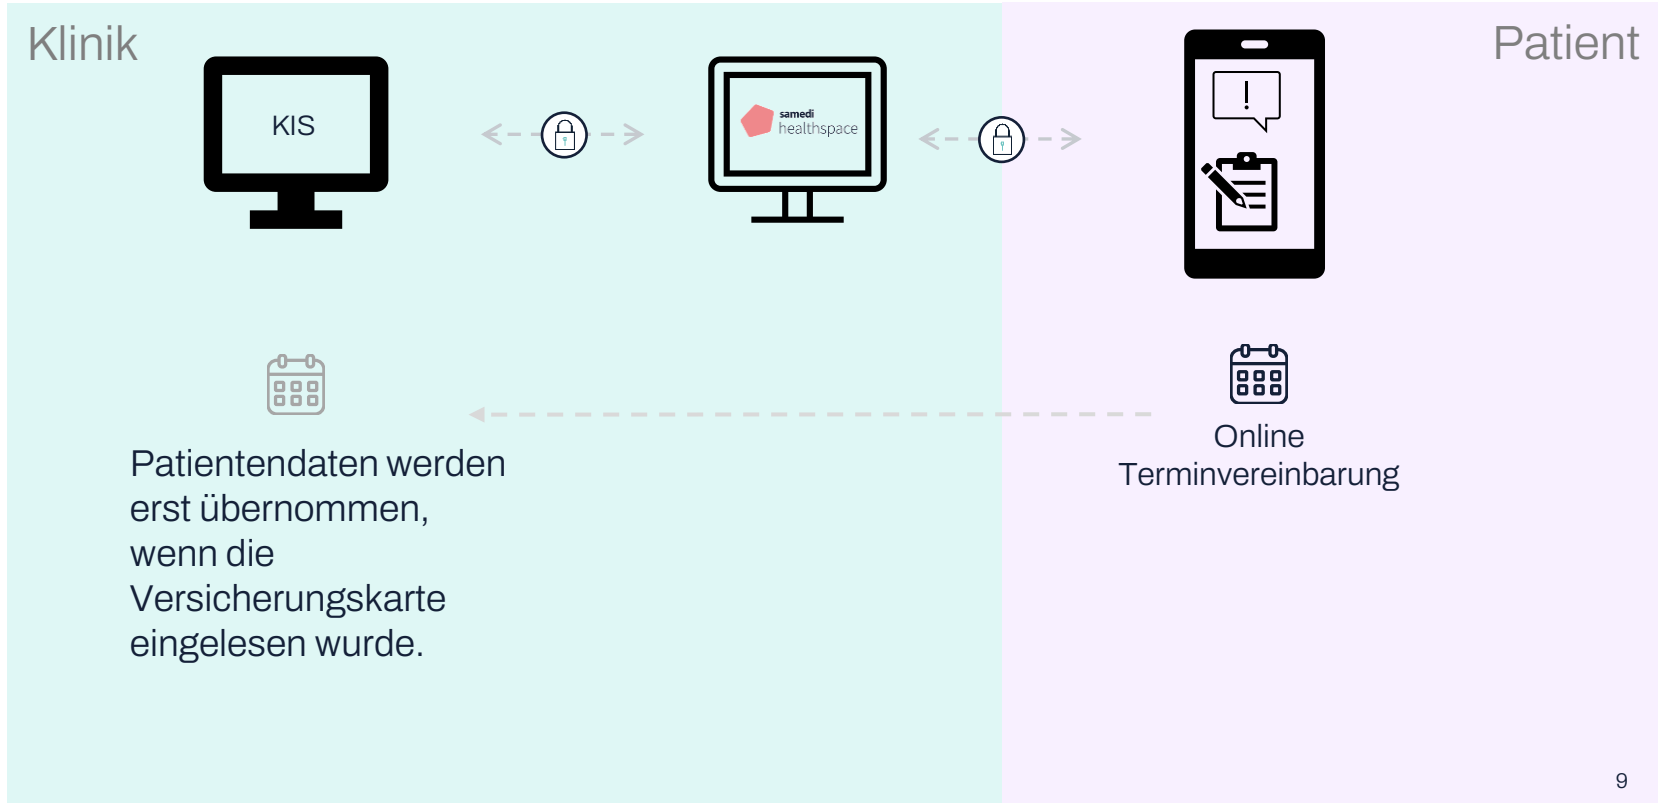 Klinik
Patient
KIS
samedi
healthspace
!
Online
Terminvereinbarung
Patientendaten werden
erst übernommen,
wenn die
Versicherungskarte
eingelesen wurde.
9